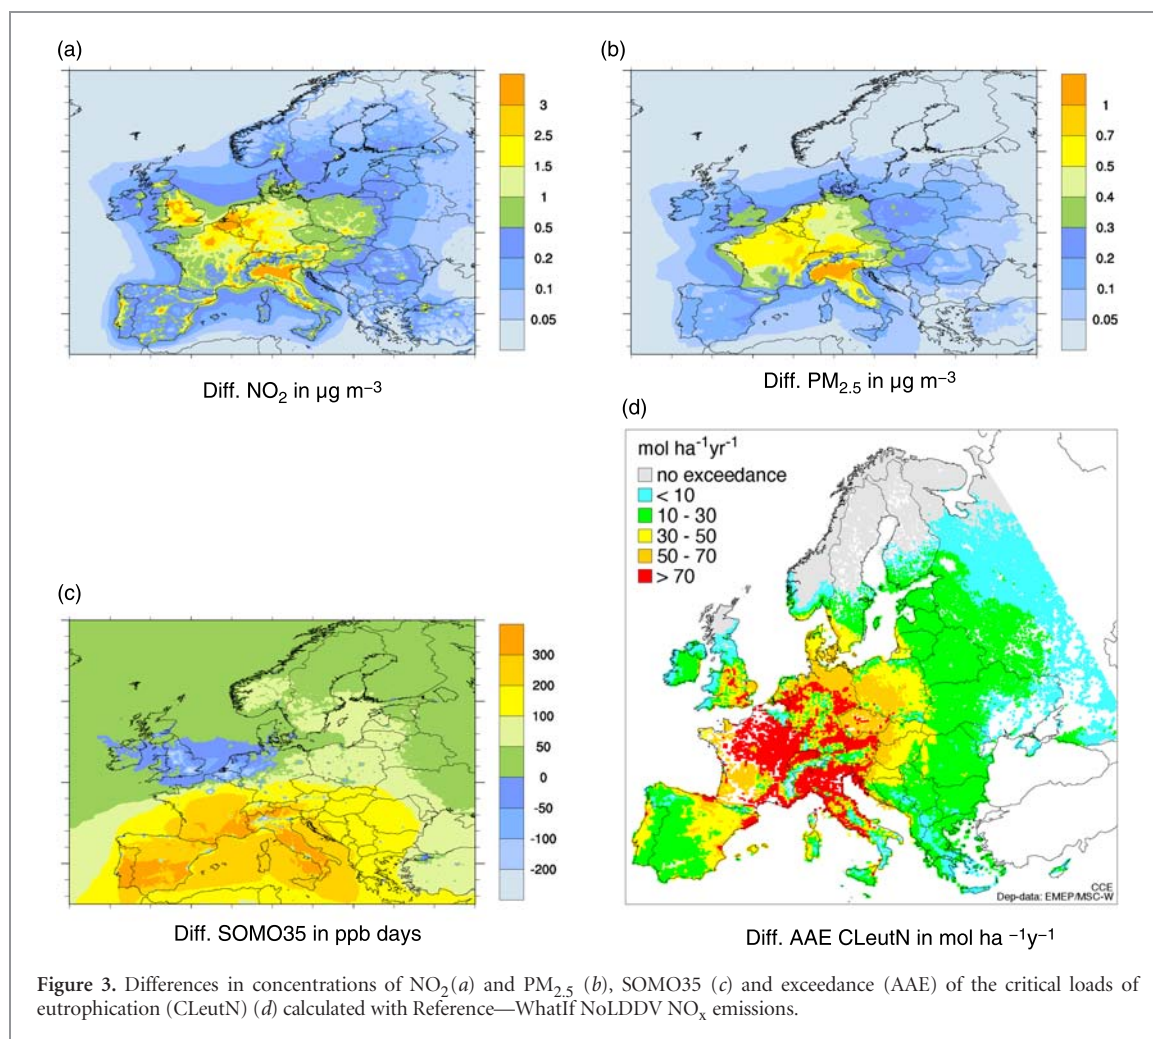 (a)
3
2.5
1.5
1
0.5
0.2
0.1
0.05
Diff. NO2 in µg m−3
(b)
1
0.7
0.5
0.4
0.3
0.2
0.1
0.05
Diff. PM2.5 in µg m−3
(c)
300
200
100
50
0
-50
-100
-200
Diff. SOMO35 in ppb days
(d)
mol ha-1yr-1
no exceedance
< 10
10 - 30
30 - 50
50 - 70
> 70
CCE
Dep-data: EMEP/MSC-W
Diff. AAE CLeutN in mol ha −1y−1
Figure 3. Differences in concentrations of NO2(a) and PM2.5 (b), SOMO35 (c) and exceedance (AAE) of the critical loads of
eutrophication (CLeutN) (d) calculated with Reference—WhatIf NoLDDV NOx emissions.